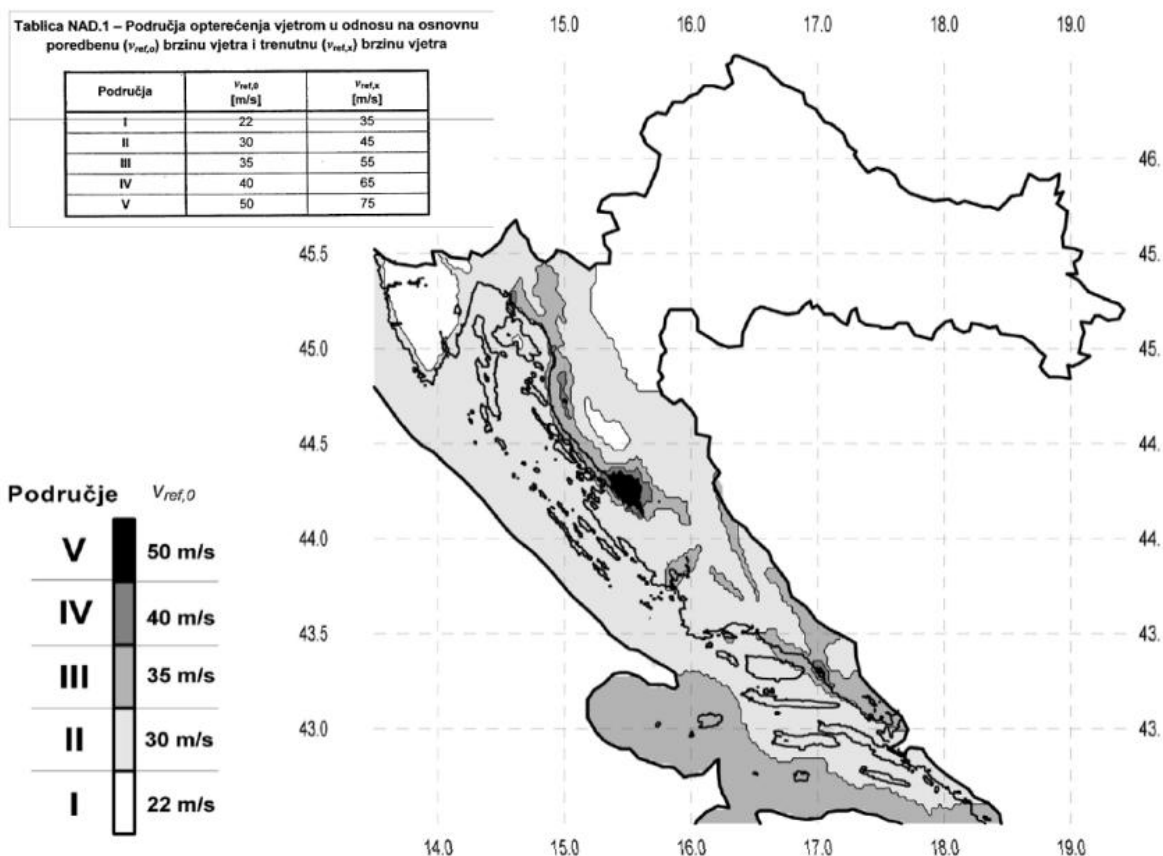 Tablica NAD.1 – Područja opterećenja vjetrom u odnosu na osnovnu
poredbenu (vref,o) brzinu vjetra i trenutnu (vref,x) brzinu vjetra
Područja vref,0 [m/s] vref,x [m/s]
I 22 35
II 30 45
III 35 55
IV 40 65
V 50 75
15.0 16.0 17.0 18.0 19.0
46.
45.5 45.
45.0 45.
44.5 44.
44.0 44.
43.5 43.
43.0 43.
14.0 15.0 16.0 17.0 18.0 19.0
Područje Vref,0
V 50 m/s
IV 40 m/s
III 35 m/s
II 30 m/s
I 22 m/s